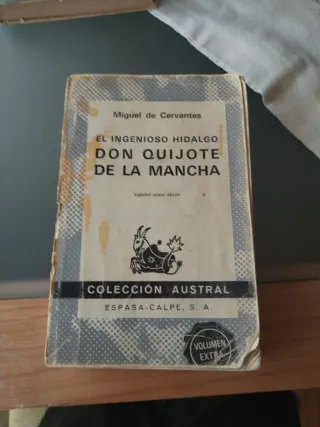 Miguel de Cervantes
EL INGENIOSO HIDALGO
DON QUIJOTE
DE LA MANCHA
COLECCIÓN AUSTRAL
ESPASA-CALPE, S. A.
VOLUMEN
EXTRA